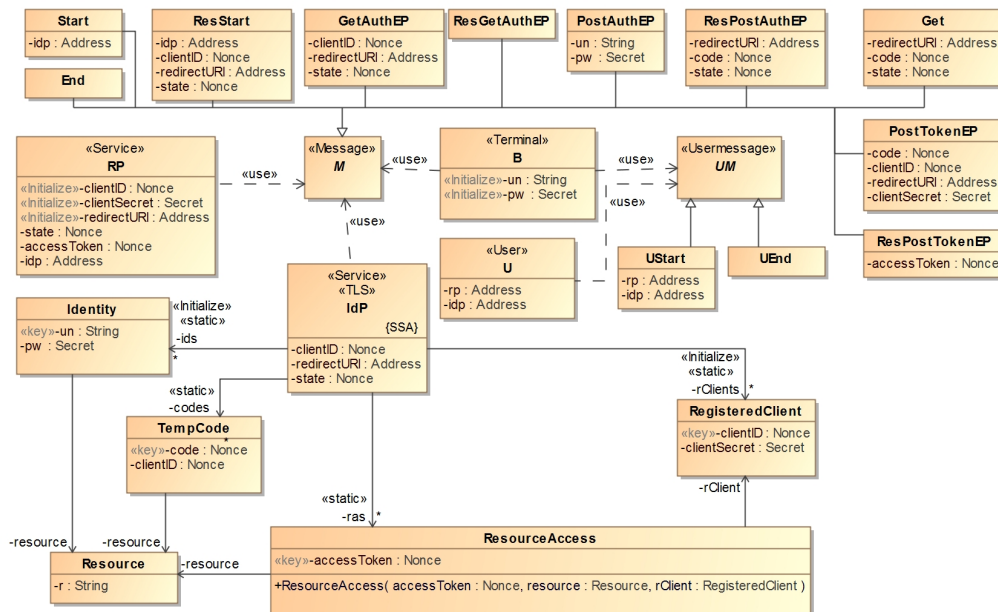 Start
-idp : Address
End
ResStart
-idp : Address
-clientID : Nonce
-redirectURI : Address
-state : Nonce
GetAuthEP
-clientID : Nonce
-redirectURI : Address
-state : Nonce
ResGetAuthEP
PostAuthEP
-un : String
-pw : Secret
ResPostAuthEP
-redirectURI : Address
-code : Nonce
-state : Nonce
Get
-redirectURI : Address
-code : Nonce
-state : Nonce
«Service»
RP
«Initialize»-clientID : Nonce
«Initialize»-clientSecret : Secret
«Initialize»-redirectURI : Address
-state : Nonce
-accessToken : Nonce
-idp : Address
«use»
«Message»
M
«use»
«use»
«Terminal»
B
«Initialize»-un : String
«Initialize»-pw : Secret
«use»
«use»
«Usermessage»
UM
PostTokenEP
-code : Nonce
-clientID : Nonce
-redirectURI : Address
-clientSecret : Secret
ResPostTokenEP
-accessToken : Nonce
«User»
U
UStart
-rp : Address
-idp : Address
UEnd
«Service»
«TLS»
IdP
{SSA}
-clientID : Nonce
-redirectURI : Address
-state : Nonce
Identity
«key»-un : String
-pw : Secret
«Initialize»
«static»
-ids
*
«static»
-codes
*
TempCode
«key»-code : Nonce
-clientID : Nonce
«Initialize»
«static»
-rClients
*
RegisteredClient
«key»-clientID : Nonce
-clientSecret : Secret
-rClient
«static»
-ras
*
-resource
-resource
-resource
Resource
-r : String
ResourceAccess
«key»-accessToken : Nonce
+ResourceAccess( accessToken : Nonce, resource : Resource, rClient : RegisteredClient )